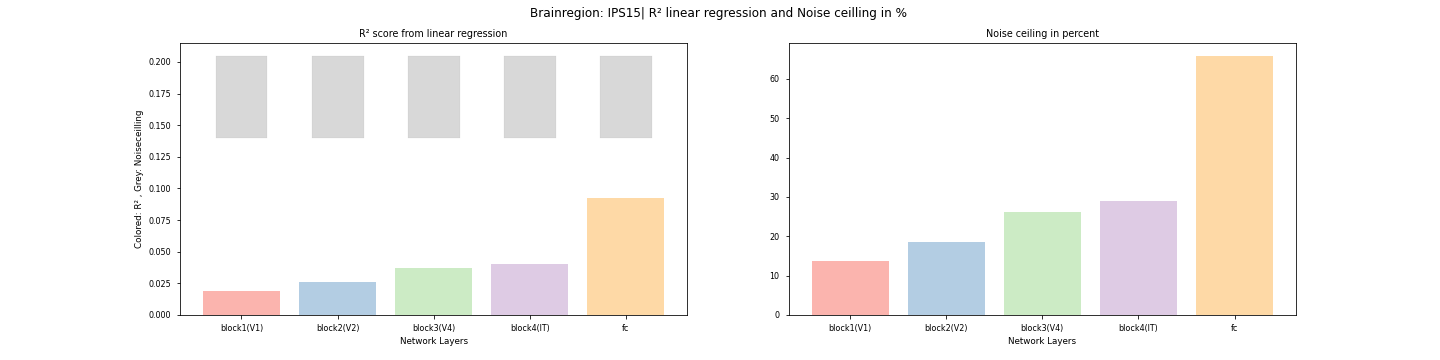 Brainregion: IPS15| R² linear regression and Noise ceilling in %
R² score from linear regression
Colored: R² , Grey: Noiseceilling
0.200
0.175
0.150
0.125
0.100
0.075
0.050
0.025
0.000
block1(V1) block2(V2) block3(V4) block4(IT) fc
Network Layers
Noise ceiling in percent
60
50
40
30
20
10
0
block1(V1) block2(V2) block3(V4) block4(IT) fc
Network Layers